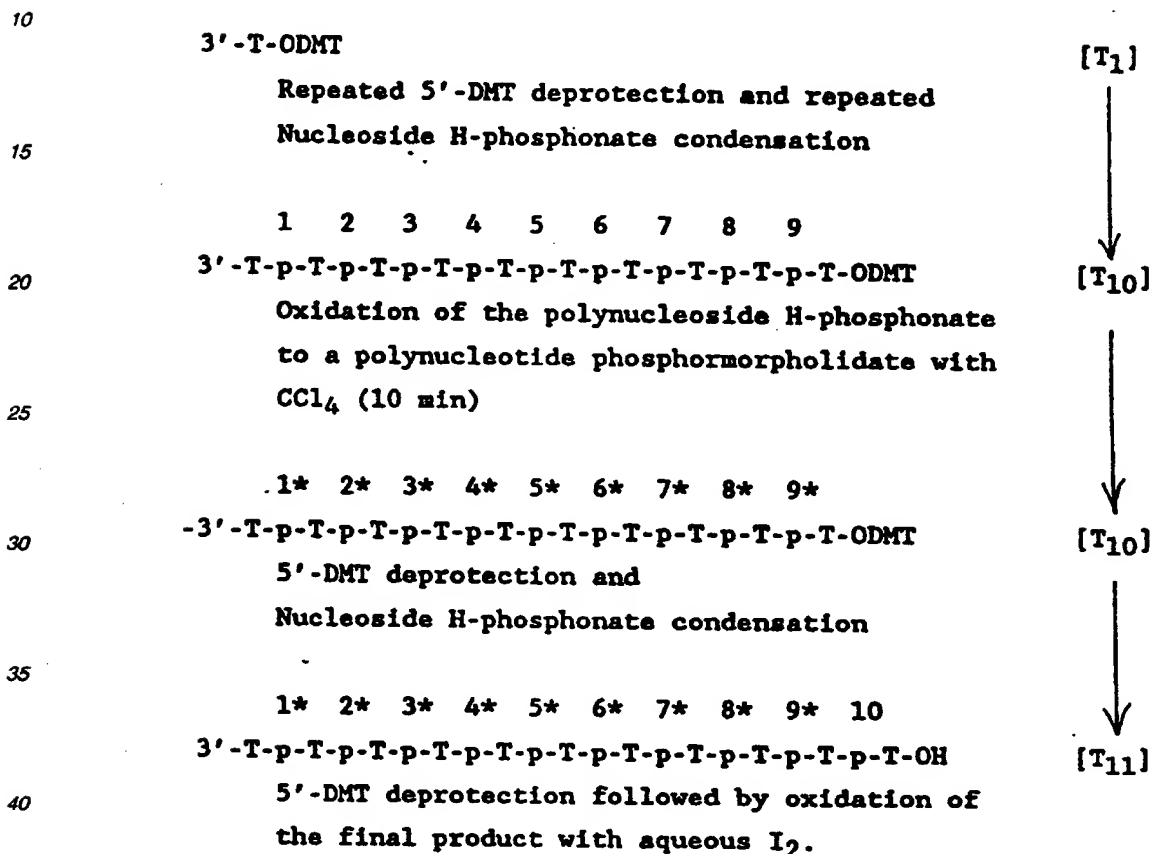 10
3'-T-ODMT [T1]
Repeated 5'-DMT deprotection and repeated
15 Nucleoside H-phosphonate condensation
1 2 3 4 5 6 7 8 9
20 3'-T-p-T-p-T-p-T-p-T-p-T-p-T-p-T-p-T-p-T-ODMT [T10]
Oxidation of the polynucleoside H-phosphonate
to a polynucleotide phosphormorpholidate with
25 CCl4 (10 min)
1* 2* 3* 4* 5* 6* 7* 8* 9*
30 -3'-T-p-T-p-T-p-T-p-T-p-T-p-T-p-T-p-T-p-T-ODMT [T10]
5'-DMT deprotection and
Nucleoside H-phosphonate condensation
35
1* 2* 3* 4* 5* 6* 7* 8* 9* 10
3'-T-p-T-p-T-p-T-p-T-p-T-p-T-p-T-p-T-p-T-p-T-OH [T11]
40 5'-DMT deprotection followed by oxidation of
the final product with aqueous I2.